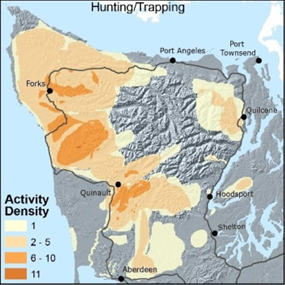 Hunting/Trapping
Port Angeles
Port
Townsend
Forks
Quilcene
Quinault
Hoodsport
Shelton
Aberdeen
Activity
Density
1
2 - 5
6 - 10
11